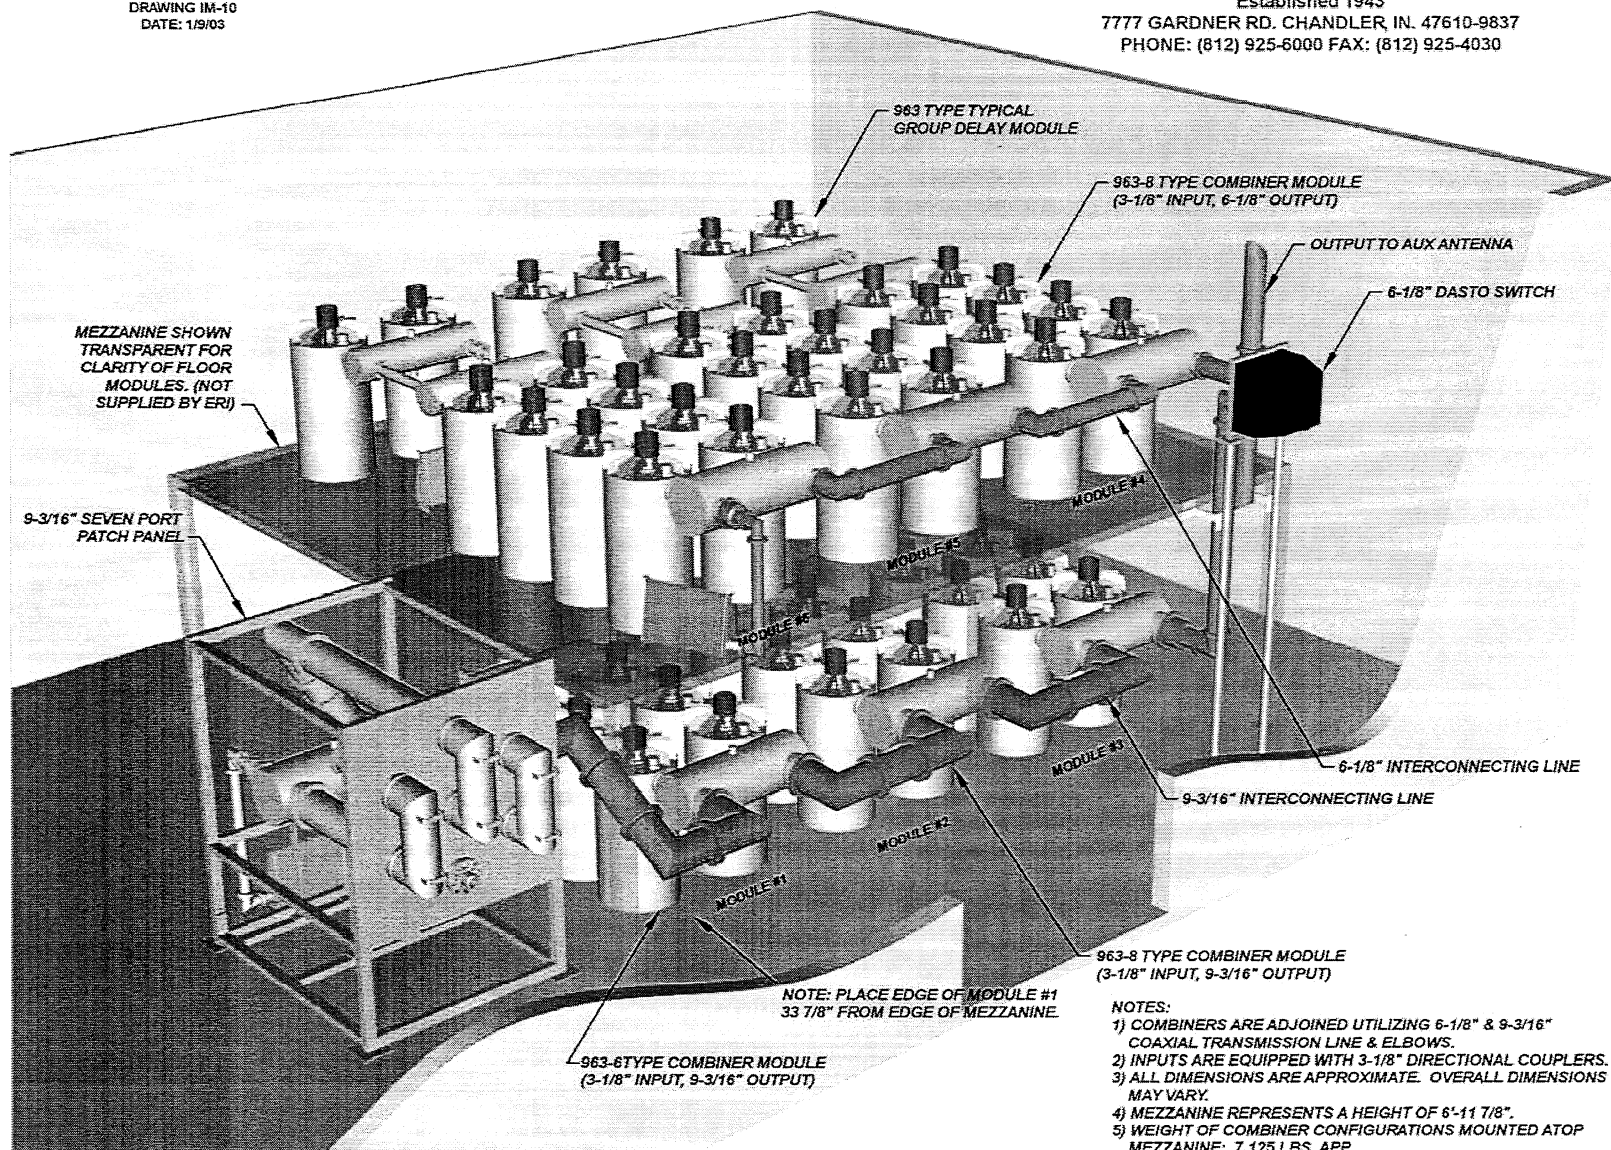 DRAWING IM-10
DATE: 1/9/03
Established 1943
7777 GARDNER RD. CHANDLER, IN. 47610-9837
PHONE: (812) 925-6000 FAX: (812) 925-4030
963 TYPE TYPICAL
GROUP DELAY MODULE
963-8 TYPE COMBINER MODULE
(3-1/8" INPUT, 6-1/8" OUTPUT)
OUTPUT TO AUX ANTENNA
6-1/8" DASTO SWITCH
MEZZANINE SHOWN
TRANSPARENT FOR
CLARITY OF FLOOR
MODULES. (NOT
SUPPLIED BY ERI)
9-3/16" SEVEN PORT
PATCH PANEL
MODULE #4
MODULE #5
MODULE #6
MODULE #3
MODULE #2
MODULE #1
6-1/8" INTERCONNECTING LINE
9-3/16" INTERCONNECTING LINE
963-8 TYPE COMBINER MODULE
(3-1/8" INPUT, 9-3/16" OUTPUT)
NOTE: PLACE EDGE OF MODULE #1
33 7/8" FROM EDGE OF MEZZANINE.
963-6TYPE COMBINER MODULE
(3-1/8" INPUT, 9-3/16" OUTPUT)
NOTES:
1) COMBINERS ARE ADJOINED UTILIZING 6-1/8" & 9-3/16"
COAXIAL TRANSMISSION LINE & ELBOWS.
2) INPUTS ARE EQUIPPED WITH 3-1/8" DIRECTIONAL COUPLERS.
3) ALL DIMENSIONS ARE APPROXIMATE. OVERALL DIMENSIONS
MAY VARY.
4) MEZZANINE REPRESENTS A HEIGHT OF 6'-11 7/8".
5) WEIGHT OF COMBINER CONFIGURATIONS MOUNTED ATOP
MEZZANINE: 7,125 LBS. APP.